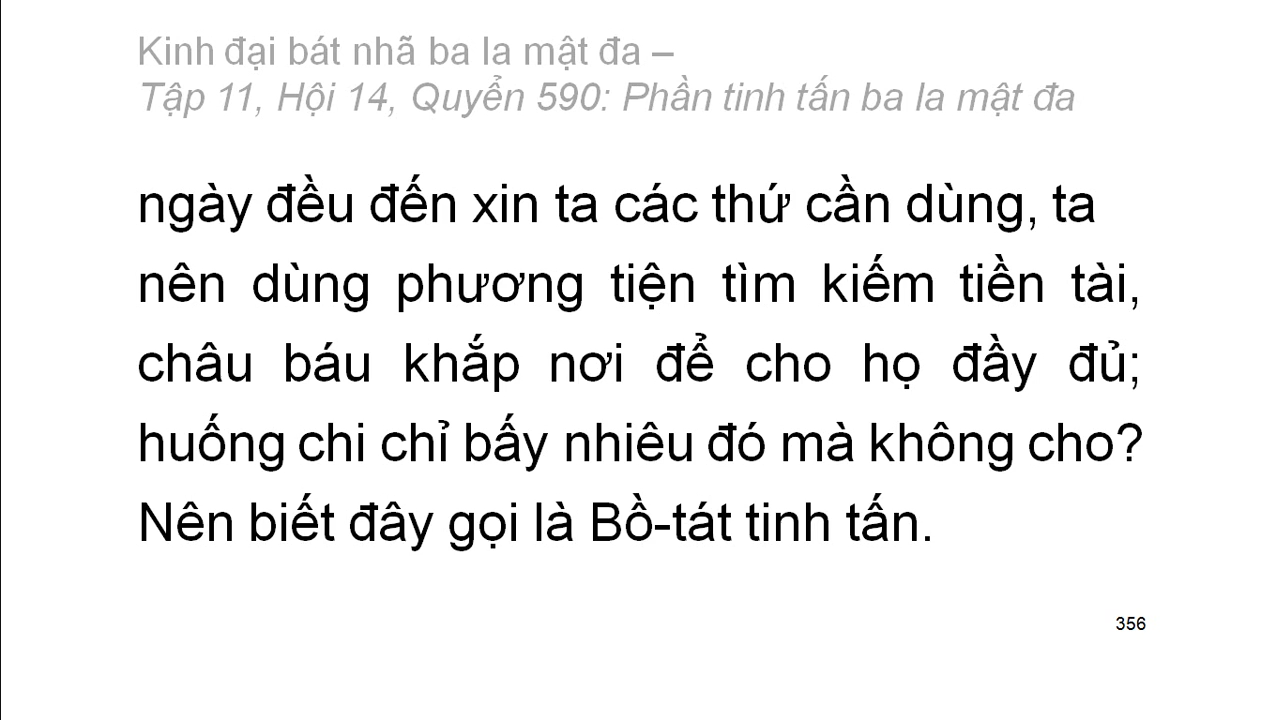 Kinh đại bát nhã ba la mật đa –
Tập 11, Hội 14, Quyển 590: Phần tinh tấn ba la mật đa
ngày đều đến xin ta các thứ cần dùng, ta
nên dùng phương tiện tìm kiếm tiền tài,
châu báu khắp nơi để cho họ đầy đủ;
huống chi chỉ bấy nhiêu đó mà không cho?
Nên biết đây gọi là Bồ-tát tinh tấn.
356